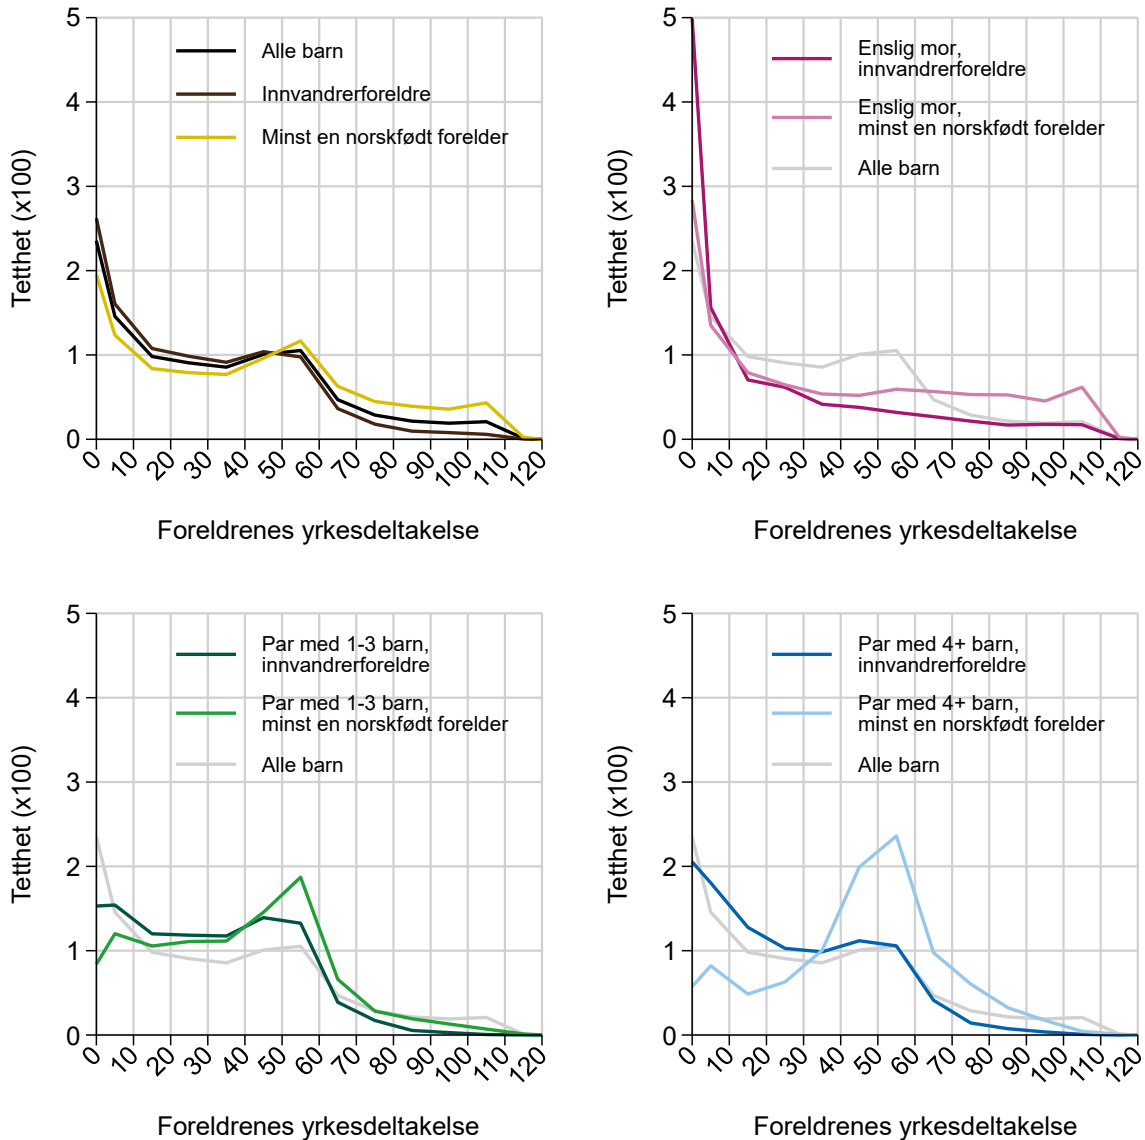 5
4
3
2
1
0
Tetthet (x100)
Alle barn
Innvandrerforeldre
Minst en norskfødt forelder
0 10 20 30 40 50 60 70 80 90 100 110 120
Foreldrenes yrkesdeltakelse
5
4
3
2
1
0
Tetthet (x100)
Enslig mor,
innvandrerforeldre
Enslig mor,
minst en norskfødt forelder
Alle barn
0 10 20 30 40 50 60 70 80 90 100 110 120
Foreldrenes yrkesdeltakelse
5
4
3
2
1
0
Tetthet (x100)
Par med 1-3 barn,
innvandrerforeldre
Par med 1-3 barn,
minst en norskfødt forelder
Alle barn
0 10 20 30 40 50 60 70 80 90 100 110 120
Foreldrenes yrkesdeltakelse
5
4
3
2
1
0
Tetthet (x100)
Par med 4+ barn,
innvandrerforeldre
Par med 4+ barn,
minst en norskfødt forelder
Alle barn
0 10 20 30 40 50 60 70 80 90 100 110 120
Foreldrenes yrkesdeltakelse